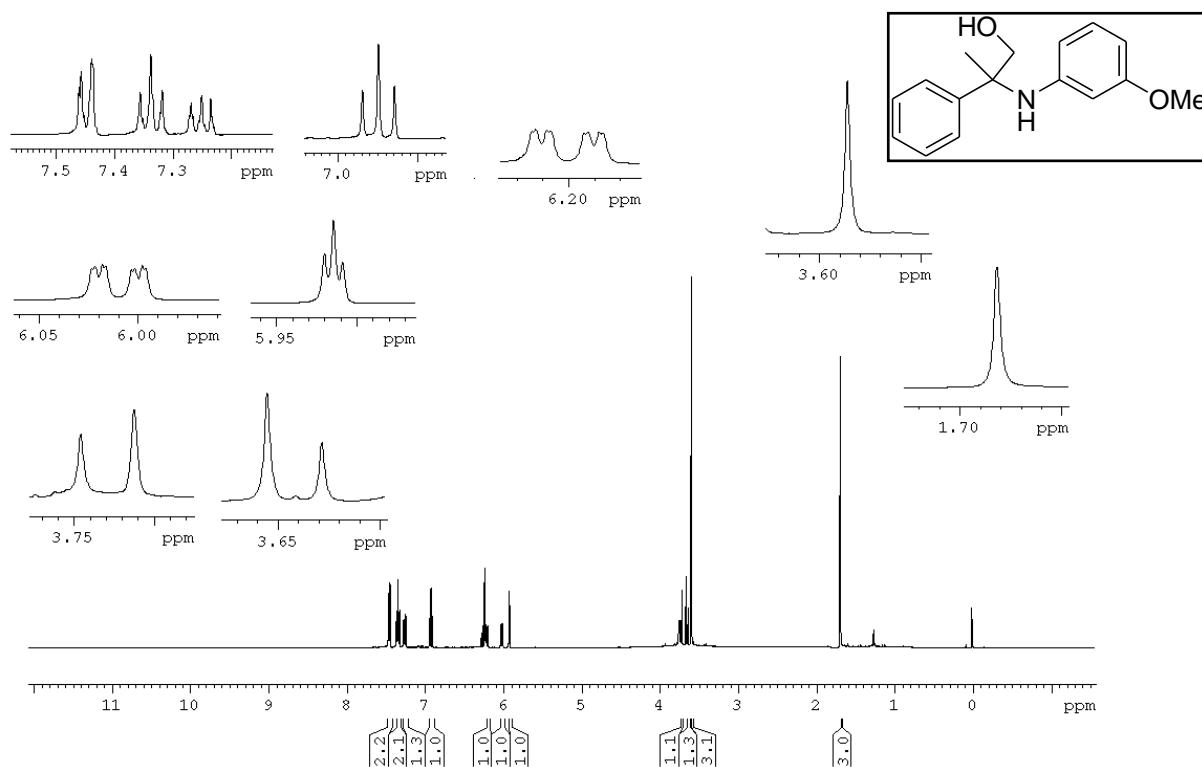 HO
N
H
OMe
7.5 7.4 7.3 ppm
7.0 ppm
6.20 ppm
3.60 ppm
6.05 6.00 ppm
5.95 ppm
1.70 ppm
3.75 ppm
3.65 ppm
11 10 9 8 7 6 5 4 3 2 1 0 ppm
2.2 2.1 1.3 1.0 1.0 1.0 1.0 1.1 1.3 3.1 3.0